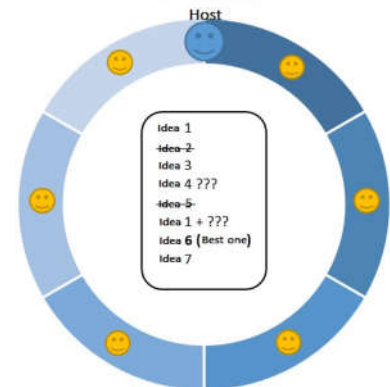 Host
Idea 1
Idea 2
Idea 3
Idea 4 ???
Idea 5
Idea 1 + ???
Idea 6 (Best one)
Idea 7